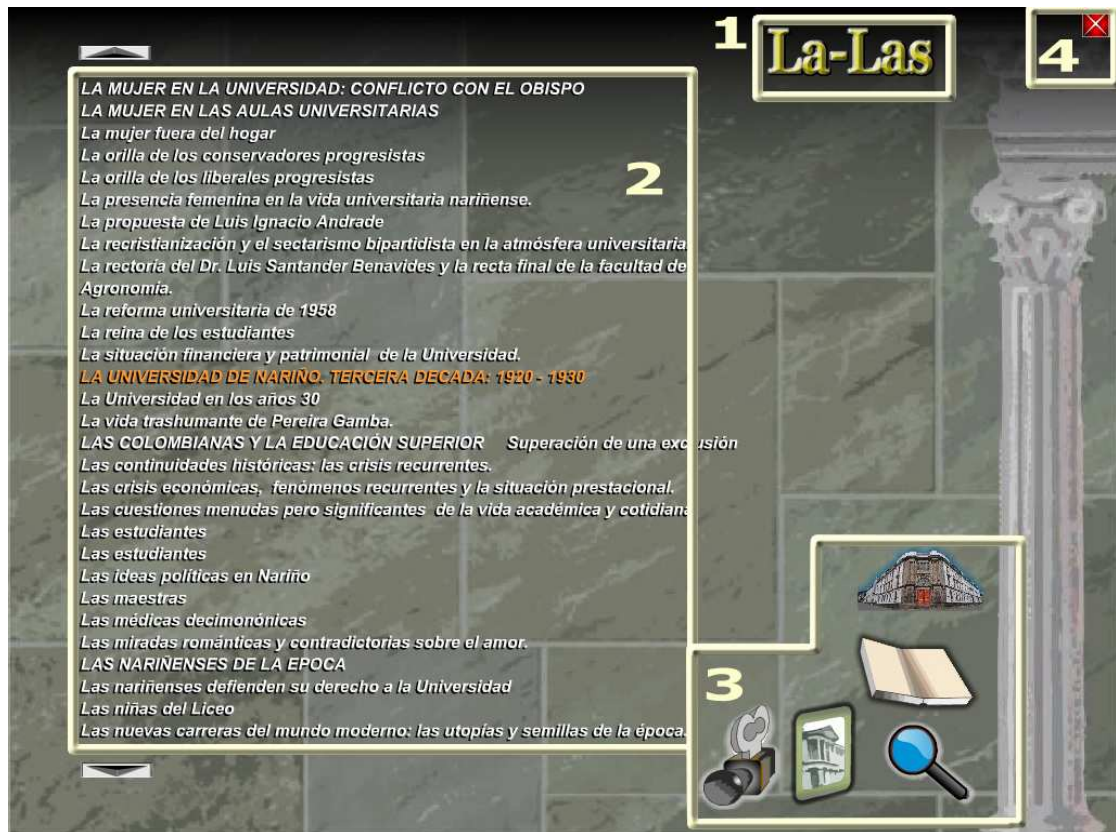 1
La-Las
4
LA MUJER EN LA UNIVERSIDAD: CONFLICTO CON EL OBISPO
LA MUJER EN LAS AULAS UNIVERSITARIAS
La mujer fuera del hogar
La orilla de los conservadores progresistas
2
La orilla de los liberales progresistas
La presencia femenina en la vida universitaria nariñense.
La propuesta de Luis Ignacio Andrade
La recristianización y el sectarismo bipartidista en la atmósfera universitaria
La rectoría del Dr. Luis Santander Benavides y la recta final de la facultad de
Agronomía.
La reforma universitaria de 1958
La reina de los estudiantes
La situación financiera y patrimonial de la Universidad.
LA UNIVERSIDAD DE NARIÑO. TERCERA DECADA: 1920 - 1930
La Universidad en los años 30
La vida trashumante de Pereira Gamba.
LAS COLOMBIANAS Y LA EDUCACIÓN SUPERIOR Superación de una exclusión
Las continuidades históricas: las crisis recurrentes.
Las crisis económicas, fenómenos recurrentes y la situación prestacional.
Las cuestiones menudas pero significantes de la vida académica y cotidiana
Las estudiantes
Las estudiantes
Las ideas políticas en Nariño
Las maestras
Las médicas decimonónicas
Las miradas románticas y contradictorias sobre el amor.
LAS NARIÑENSES DE LA EPOCA
Las nariñenses defienden su derecho a la Universidad
3
Las niñas del Liceo
Las nuevas carreras del mundo moderno: las utopías y semillas de la época.